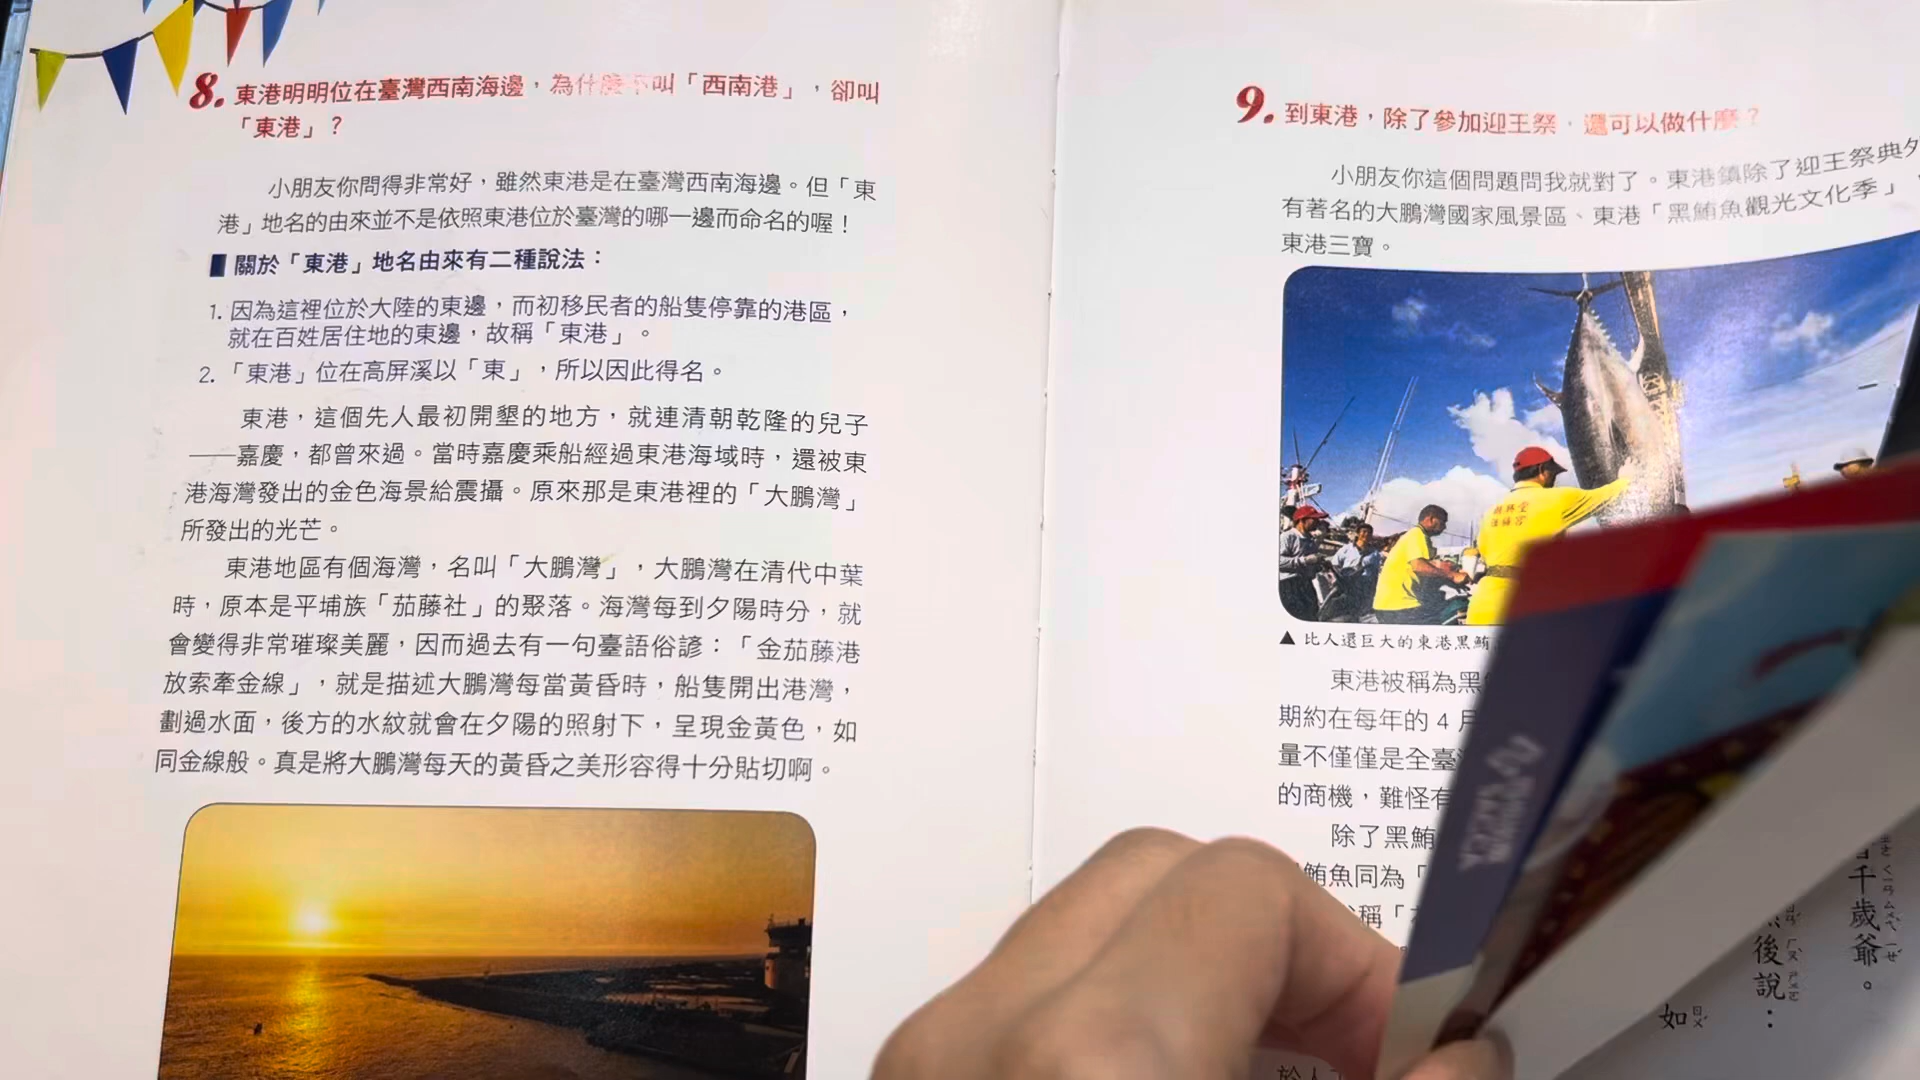 8. 東港明明位在臺灣西南海邊，為什麼不叫「西南港」，卻叫
「東港」？
小朋友你問得非常好，雖然東港是在臺灣西南海邊。但「東
港」地名的由來並不是依照東港位於臺灣的哪一邊而命名的喔！
關於「東港」地名由來有二種說法：
1. 因為這裡位於大陸的東邊，而初移民者的船隻停靠的港區，
就在百姓居住地的東邊，故稱「東港」。
2. 「東港」位在高屏溪以「東」，所以因此得名。
東港，這個先人最初開墾的地方，就連清朝乾隆的兒子
——嘉慶，都曾來過。當時嘉慶乘船經過東港海域時，還被東
港海灣發出的金色海景給震攝。原來那是東港裡的「大鵬灣」
所發出的光芒。
東港地區有個海灣，名叫「大鵬灣」，大鵬灣在清代中葉
時，原本是平埔族「茄藤社」的聚落。海灣每到夕陽時分，就
會變得非常璀璨美麗，因而過去有一句臺語俗諺：「金茄藤港
放索牽金線」，就是描述大鵬灣每當黃昏時，船隻開出港灣，
劃過水面，後方的水紋就會在夕陽的照射下，呈現金黃色，如
同金線般。真是將大鵬灣每天的黃昏之美形容得十分貼切啊。
9. 到東港，除了參加迎王祭，還可以做什麼？
小朋友你這個問題問我就對了。東港鎮除了迎王祭典外
有著名的大鵬灣國家風景區、東港「黑鮪魚觀光文化季」、
東港三寶。
▲ 比人還巨大的東港黑鮪
東港被稱為黑
期約在每年的 4 月
量不僅僅是全臺
的商機，難怪有
除了黑鮪
鮪魚同為「
稱「
於人
千歲爺。
後說：
如